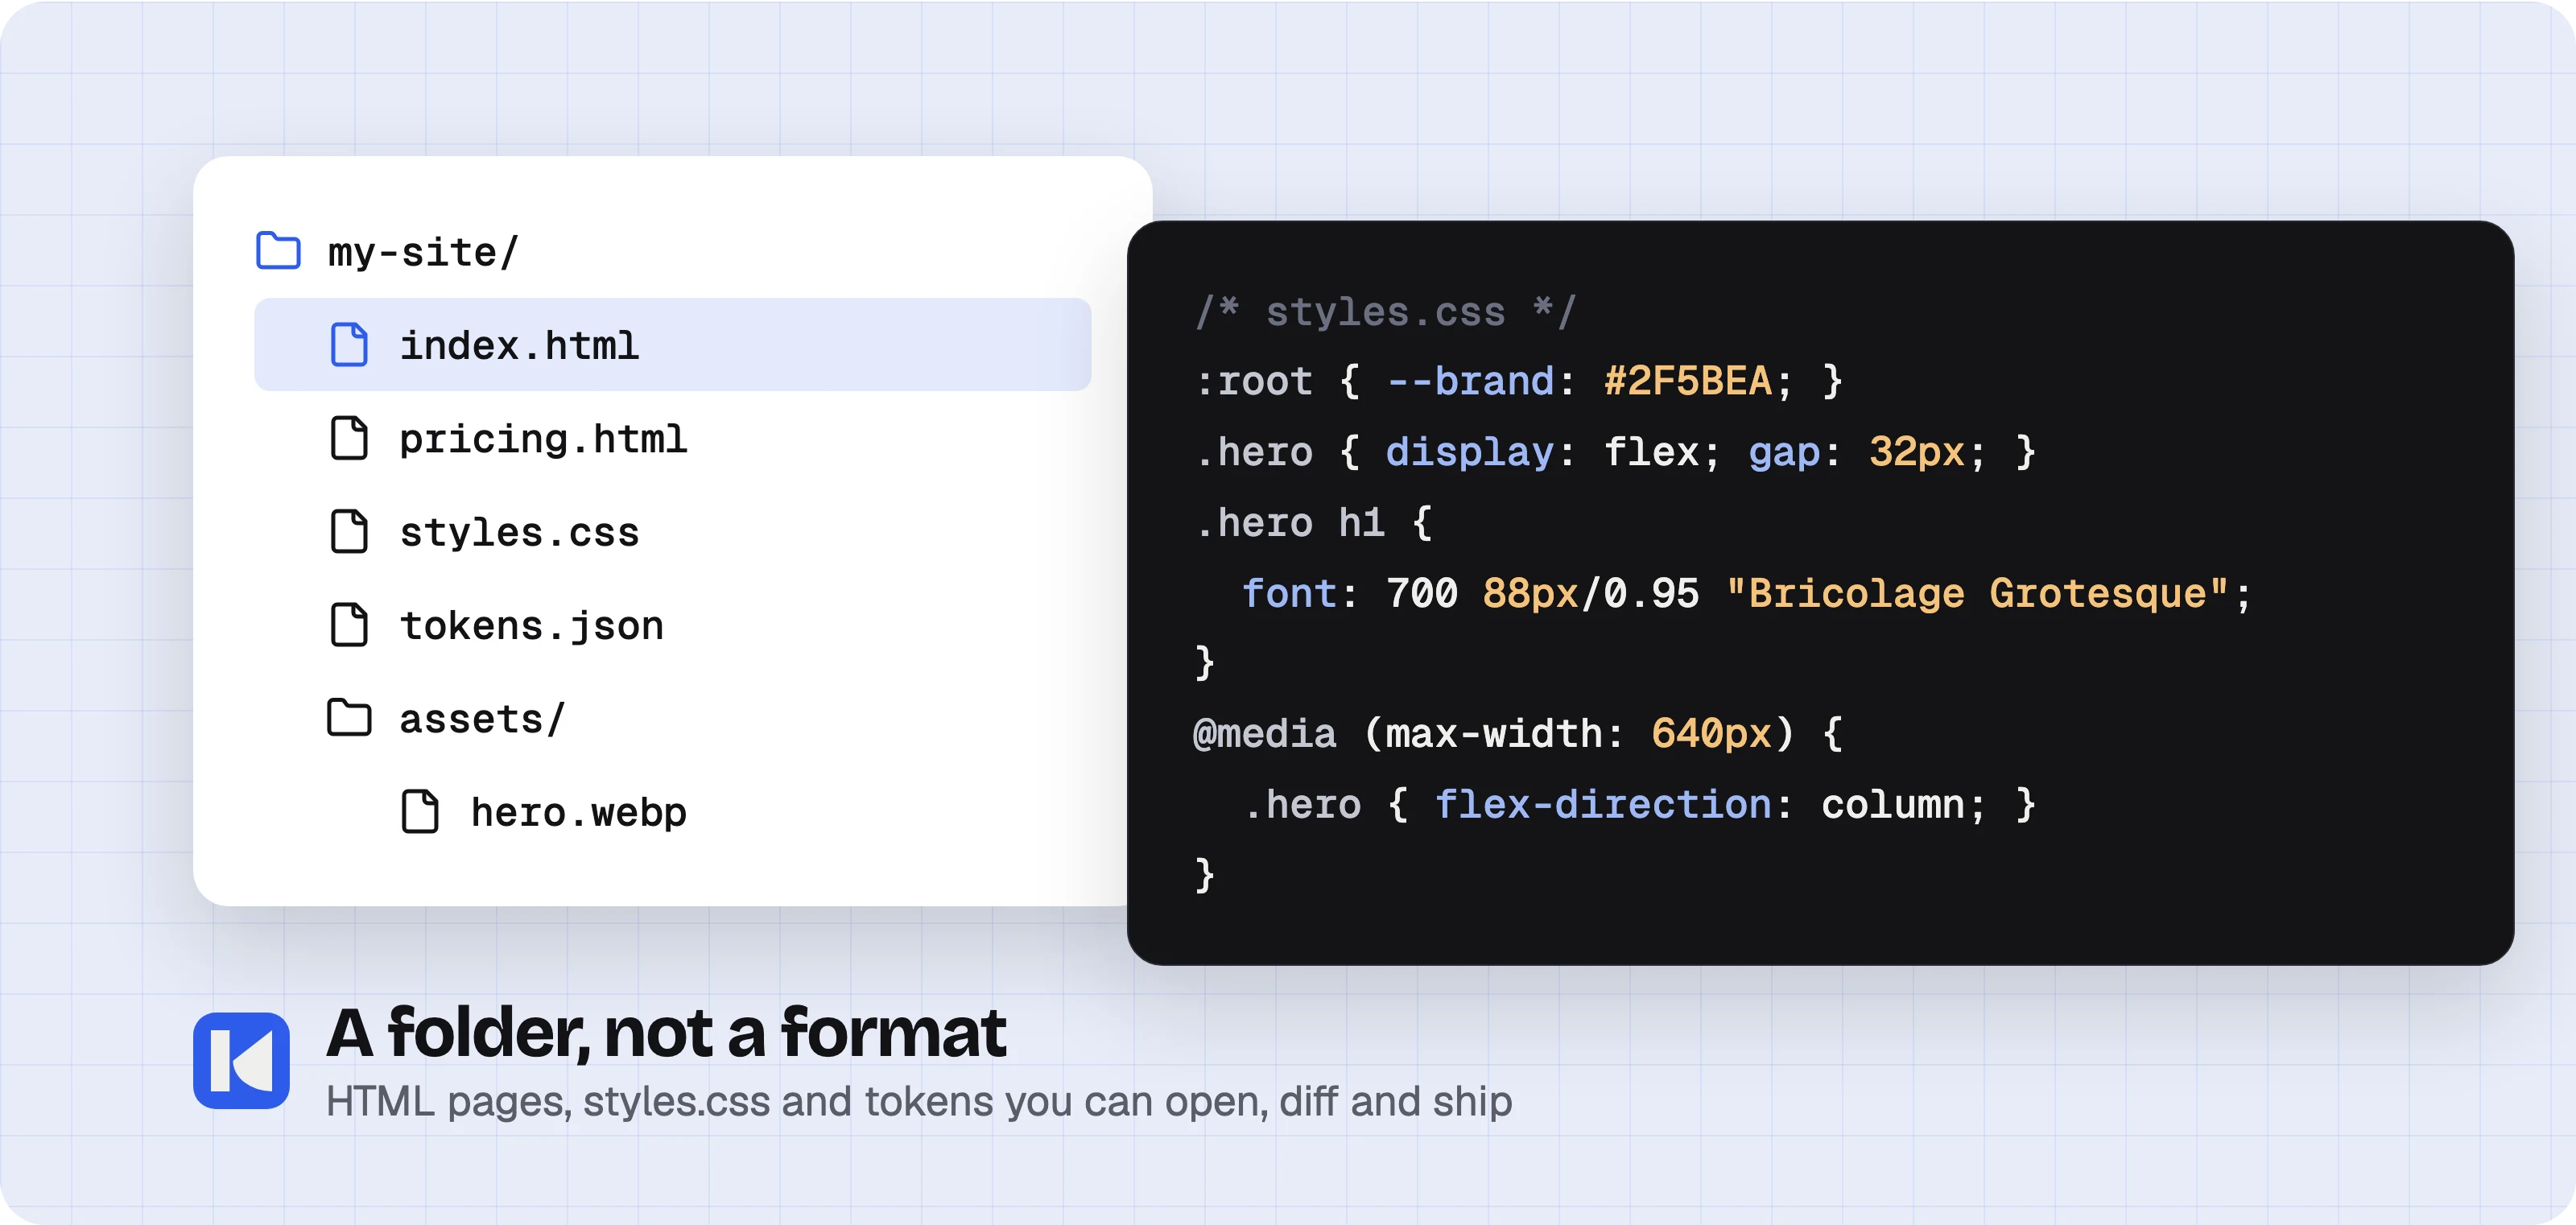 my-site/
index.html
pricing.html
styles.css
tokens.json
assets/
hero.webp
/* styles.css */
:root { --brand: #2F5BEA; }
.hero { display: flex; gap: 32px; }
.hero h1 {
  font: 700 88px/0.95 "Bricolage Grotesque";
}
@media (max-width: 640px) {
  .hero { flex-direction: column; }
}
A folder, not a format
HTML pages, styles.css and tokens you can open, diff and ship